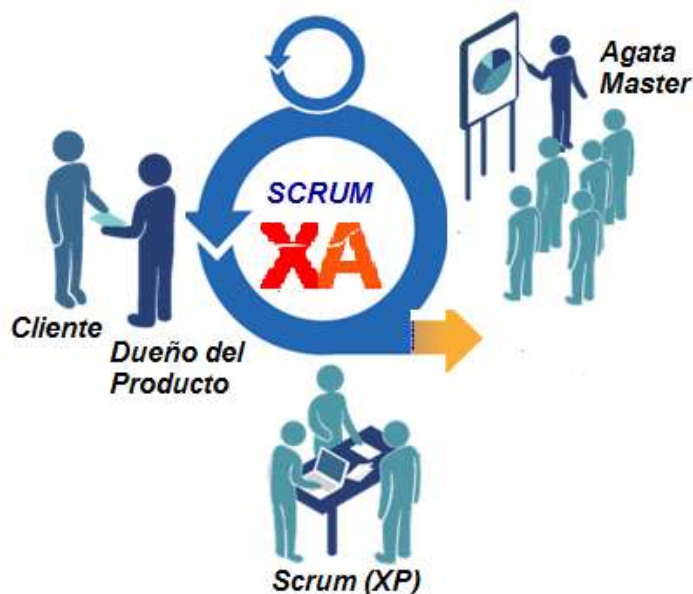 Agata
Master
SCRUM
XA
Cliente
Dueño del
Producto
Scrum (XP)